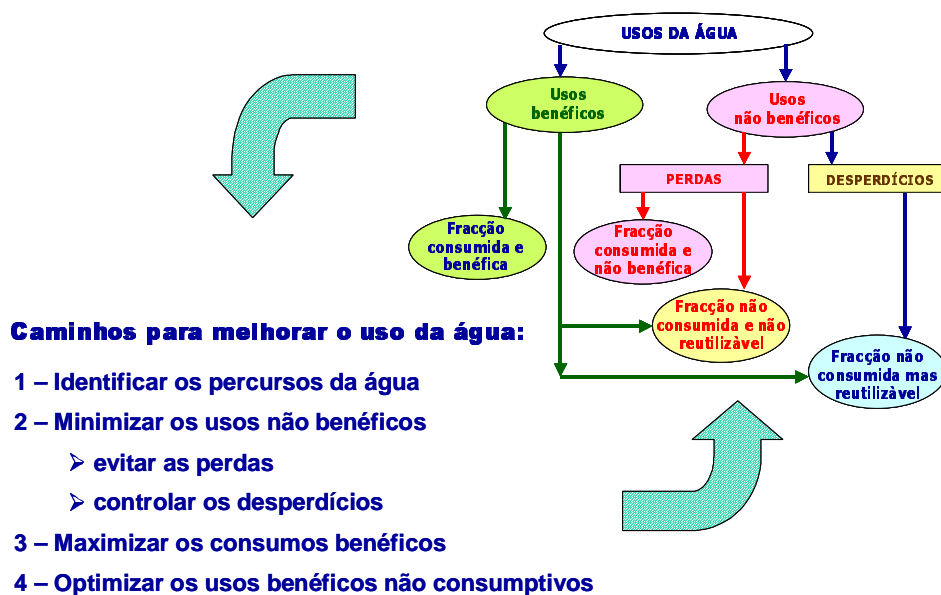 USOS DA ÁGUA
Usos
benéficos
Usos
não benéficos
PERDAS
DESPERDÍCIOS
Fracção
consumida e
benéfica
Fracção
consumida e
não benéfica
Fracção não
consumida e não
reutilizàvel
Fracção não
consumida mas
reutilizàvel
Caminhos para melhorar o uso da água:
1 – Identificar os percursos da água
2 – Minimizar os usos não benéficos
➢ evitar as perdas
➢ controlar os desperdícios
3 – Maximizar os consumos benéficos
4 – Optimizar os usos benéficos não consumptivos